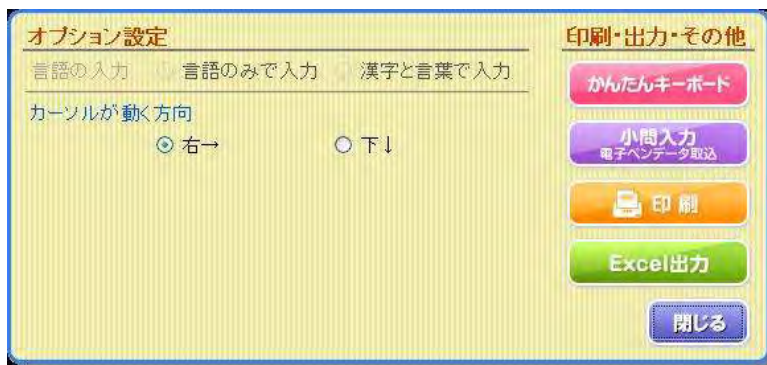 オプション設定
言語の入力 言語のみで入力 漢字と言葉で入力
カーソルが動く方向
右→ 下↓
印刷・出力・その他
かんたんキーボード
小問入力
電子ペンデータ取込
印刷
Excel出力
閉じる